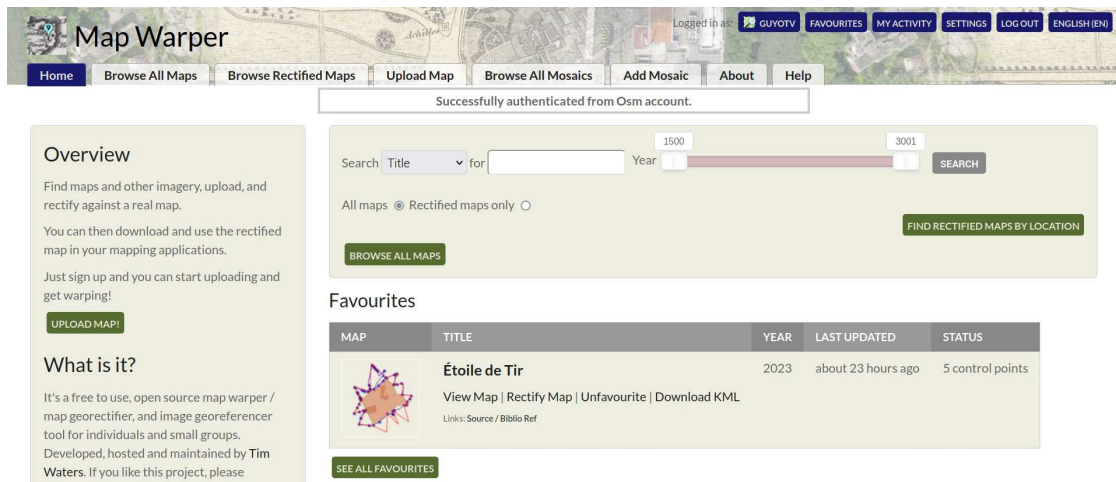 Map Warper
Achilles
Logged in as: GUYOTV FAVOURITES MY ACTIVITY SETTINGS LOG OUT ENGLISH (EN)
Home Browse All Maps Browse Rectified Maps Upload Map Browse All Mosaics Add Mosaic About Help
Successfully authenticated from Osm account.
Overview
Find maps and other imagery, upload, and
rectify against a real map.
You can then download and use the rectified
map in your mapping applications.
Just sign up and you can start uploading and
get warping!
UPLOAD MAP!
What is it?
It's a free to use, open source map warper /
map georectifier, and image georeferencer
tool for individuals and small groups.
Developed, hosted and maintained by Tim
Waters. If you like this project, please
1500 3001
Search Title for Year SEARCH
All maps Rectified maps only
FIND RECTIFIED MAPS BY LOCATION
BROWSE ALL MAPS
Favourites
MAP TITLE YEAR LAST UPDATED STATUS
Étoile de Tir 2023 about 23 hours ago 5 control points
View Map | Rectify Map | Unfavourite | Download KML
Links: Source / Biblio Ref
SEE ALL FAVOURITES